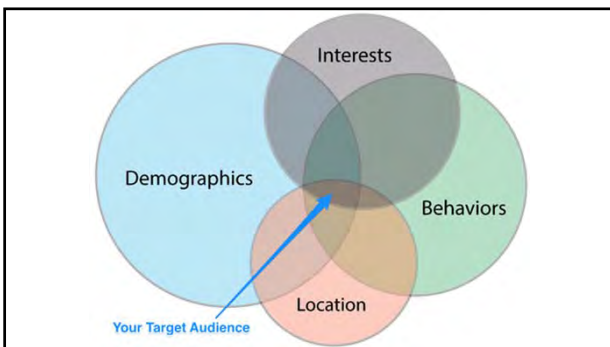 Interests
Demographics
Behaviors
Location
Your Target Audience